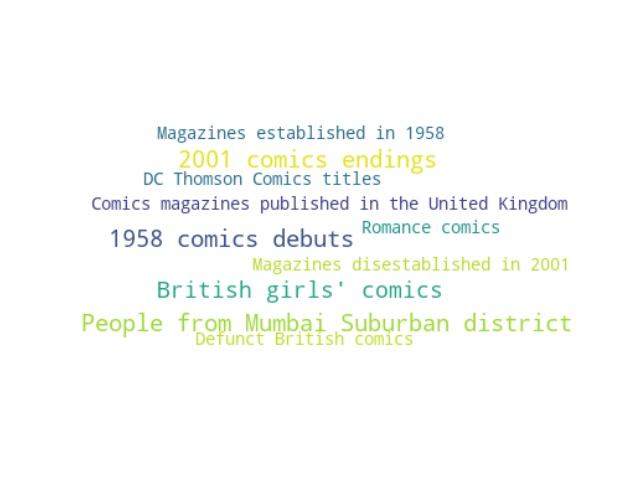 Magazines established in 1958
2001 comics endings
DC Thomson Comics titles
Comics magazines published in the United Kingdom
Romance comics
1958 comics debuts
Magazines disestablished in 2001
British girls' comics
People from Mumbai Suburban district
Defunct British comics